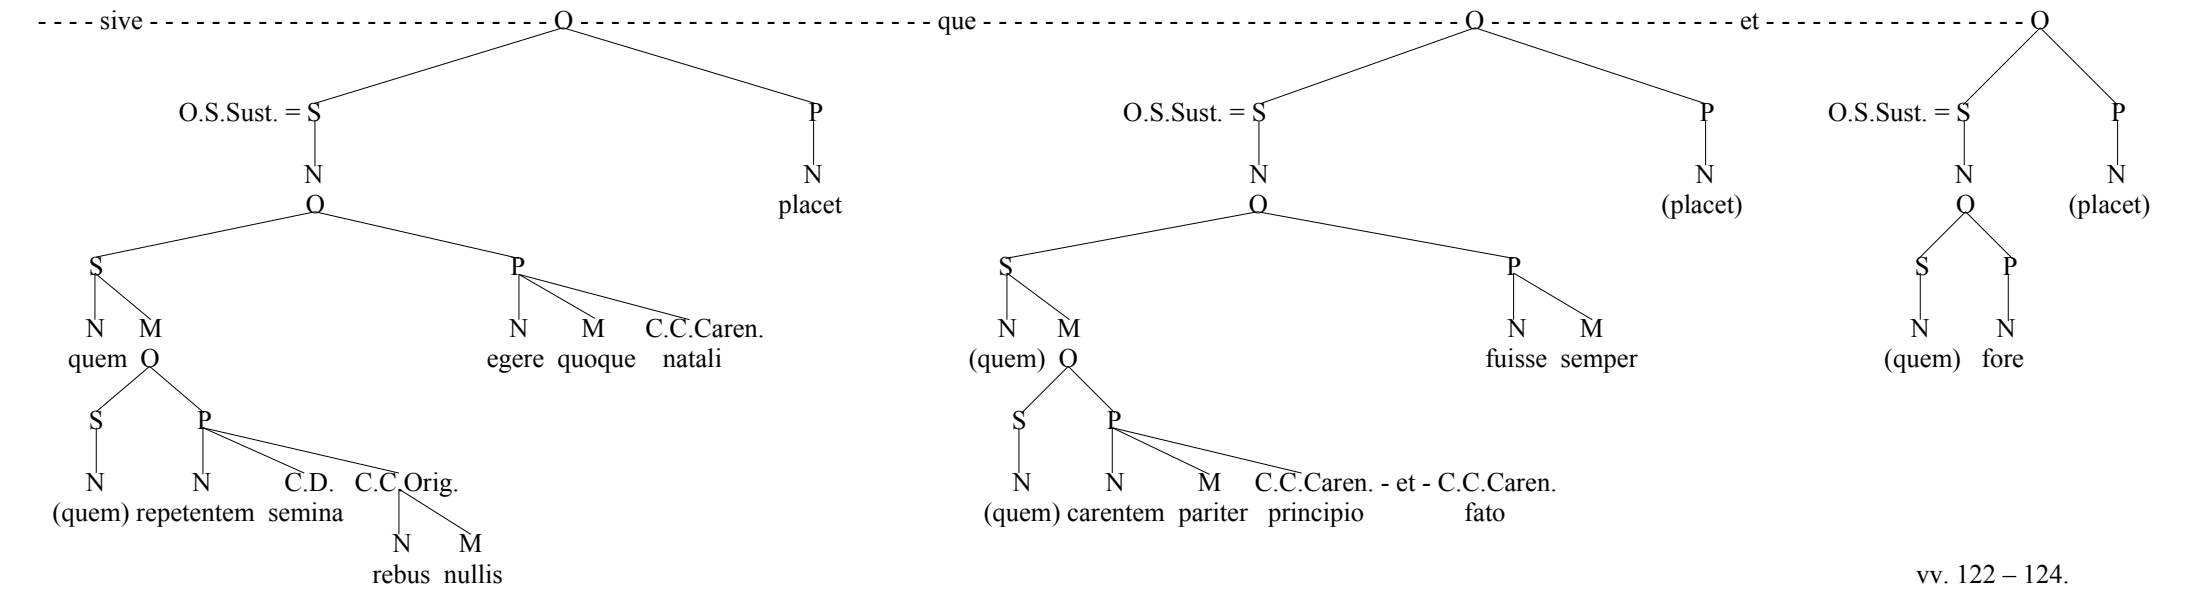 - - - - sive - - - - - - - - - - - - - - - - - - - - - - - - O - - - - - - - - - - - - - - - - - - - - - - - - - - - que - - - - - - - - - - - - - - - - - - - - - - - - - - - - - - - - - - - - O - - - - - - - - - - - - - - - - - - et - - - - - - - - - - - - - - - - - - - O
O.S.Sust. = S P O.S.Sust. = S P O.S.Sust. = S P
N N N N N N
O placet O (placet) O (placet)
S P S P S P
N M N M C.C.Caren. N M N M N N
quem O egere quoque natali (quem) O fuisse semper (quem) fore
S P S P
N N C.D. C.C.Orig. N N M C.C.Caren. - et - C.C.Caren.
(quem) repetentem semina (quem) carentem pariter principio fato
N M
rebus nullis vv. 122 – 124.